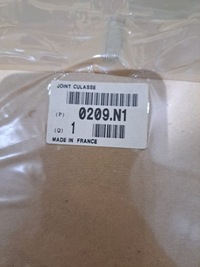 JOINT CULASSE
(P) 0209.N1
(Q) 1
MADE IN FRANCE